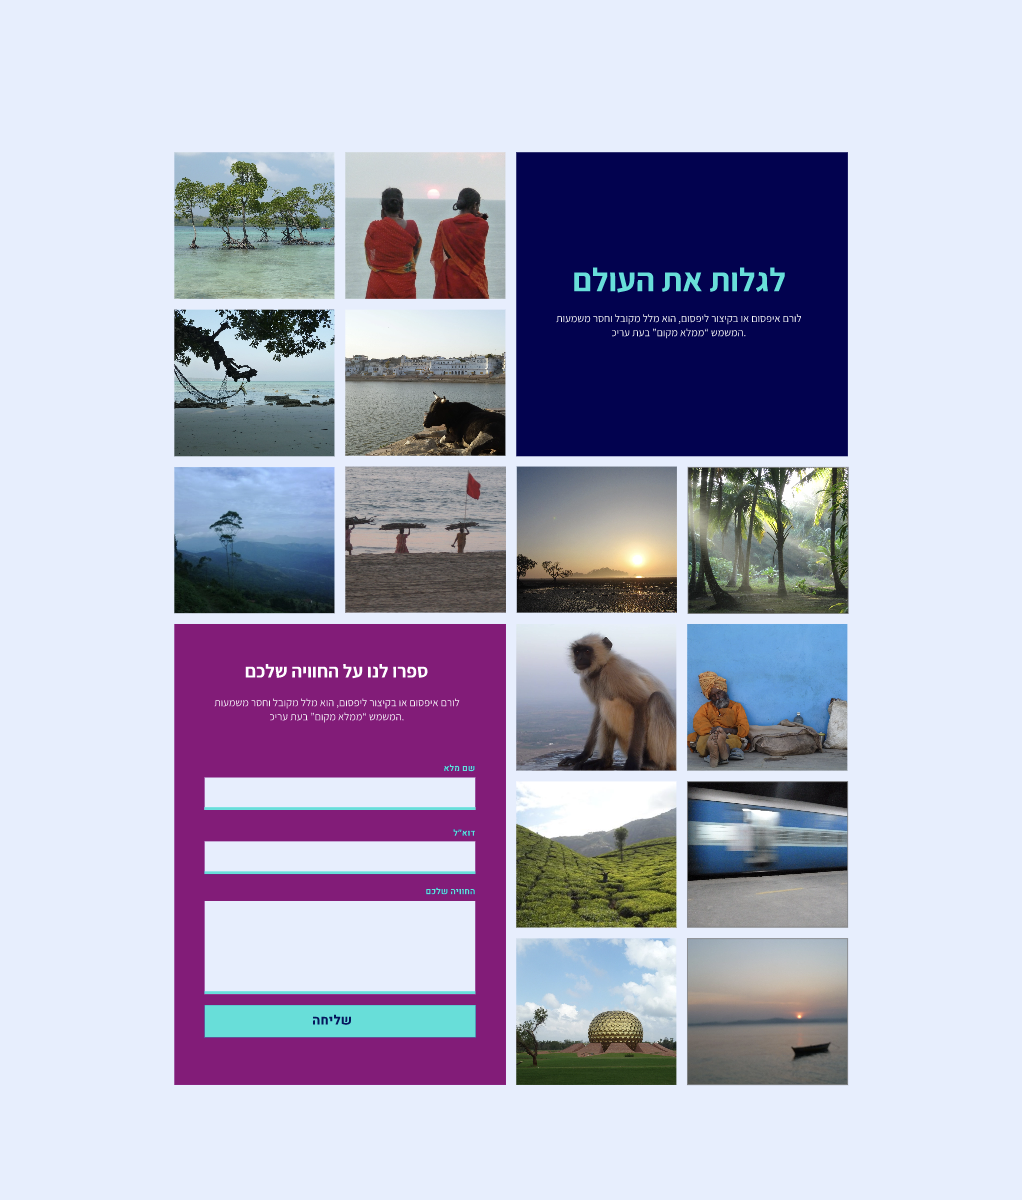 לגלות את העולם
לורם איפסום או בקיצור ליפסום, הוא מלל מקובל וחסר משמעות
המשמש “ממלא מקום” בעת עריכ.
ספרו לנו על החוויה שלכם
לורם איפסום או בקיצור ליפסום, הוא מלל מקובל וחסר משמעות
המשמש “ממלא מקום” בעת עריכ.
שם מלא
דוא״ל
החוויה שלכם
שליחה